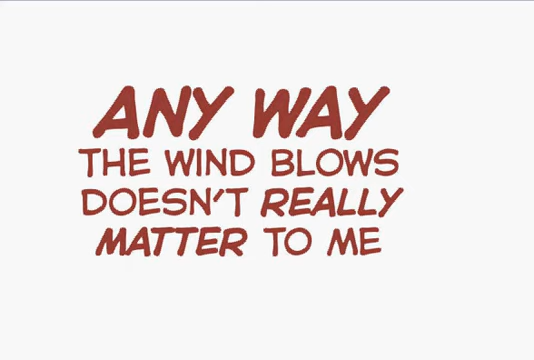 ANY WAY
THE WIND BLOWS
DOESN'T REALLY
MATTER TO ME